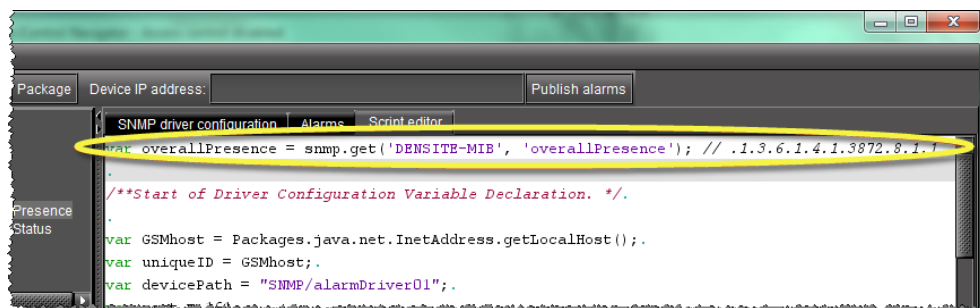 Package Device IP address: Publish alarms
SNMP driver configuration Alarms Script editor
var overallPresence = snmp.get('DENSITE-MIB', 'overallPresence'); // .1.3.6.1.4.1.3872.8.1.1
.
/**Start of Driver Configuration Variable Declaration. */.
.
Presence
Status
var GSMhost = Packages.java.net.InetAddress.getLocalHost();.
var uniqueID = GSMhost;.
var devicePath = "SNMP/alarmDriver01";.